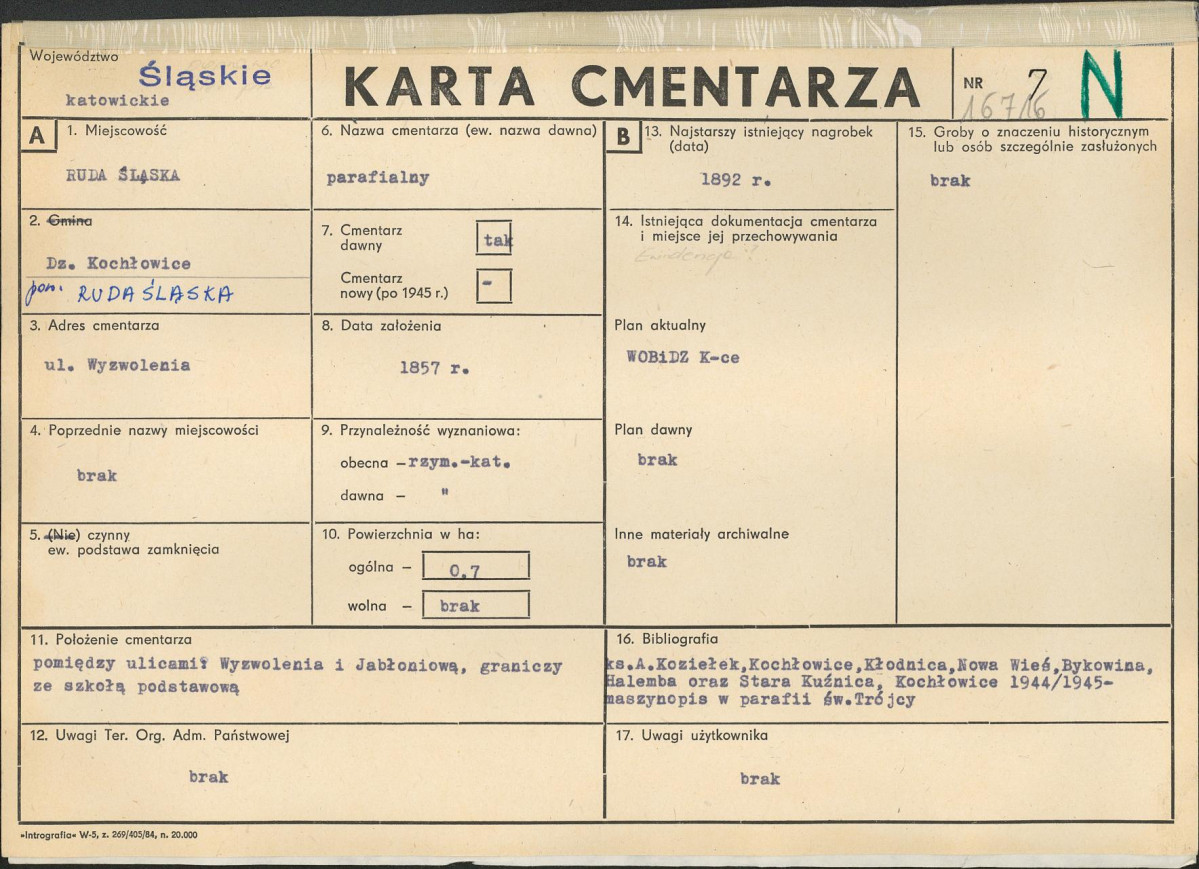 Województwo
Śląskie
katowickie
KARTA CMENTARZA
NR 7
16716
N
A
1. Miejscowość
RUDA ŚLĄSKA
2. Gmina
Dz. Kochłowice
pow. RUDA ŚLĄSKA
3. Adres cmentarza
ul. Wyzwolenia
4. Poprzednie nazwy miejscowości
brak
5. (Nie) czynny
ew. podstawa zamknięcia
6. Nazwa cmentarza (ew. nazwa dawna)
parafialny
7. Cmentarz
dawny
tak
Cmentarz
nowy (po 1945 r.)
-
8. Data założenia
1857 r.
9. Przynależność wyznaniowa:
obecna – rzym.-kat.
dawna – "
10. Powierzchnia w ha:
ogólna – 0,7
wolna – brak
11. Położenie cmentarza
pomiędzy ulicami: Wyzwolenia i Jabłoniową, graniczy
ze szkołą podstawową
12. Uwagi Ter. Org. Adm. Państwowej
brak
B
13. Najstarszy istniejący nagrobek
(data)
1892 r.
14. Istniejąca dokumentacja cmentarza
i miejsce jej przechowywania
Ewidencja?
Plan aktualny
WOBiDZ K-ce
Plan dawny
brak
Inne materiały archiwalne
brak
15. Groby o znaczeniu historycznym
lub osób szczególnie zasłużonych
brak
16. Bibliografia
ks.A.Koziełek,Kochłowice,Kłodnica,Nowa Wieś,Bykowina,
Halemba oraz Stara Kuźnica, Kochłowice 1944/1945-
maszynopis w parafii św.Trójcy
17. Uwagi użytkownika
brak
»Intrografia« W-5, z. 269/405/84, n. 20.000